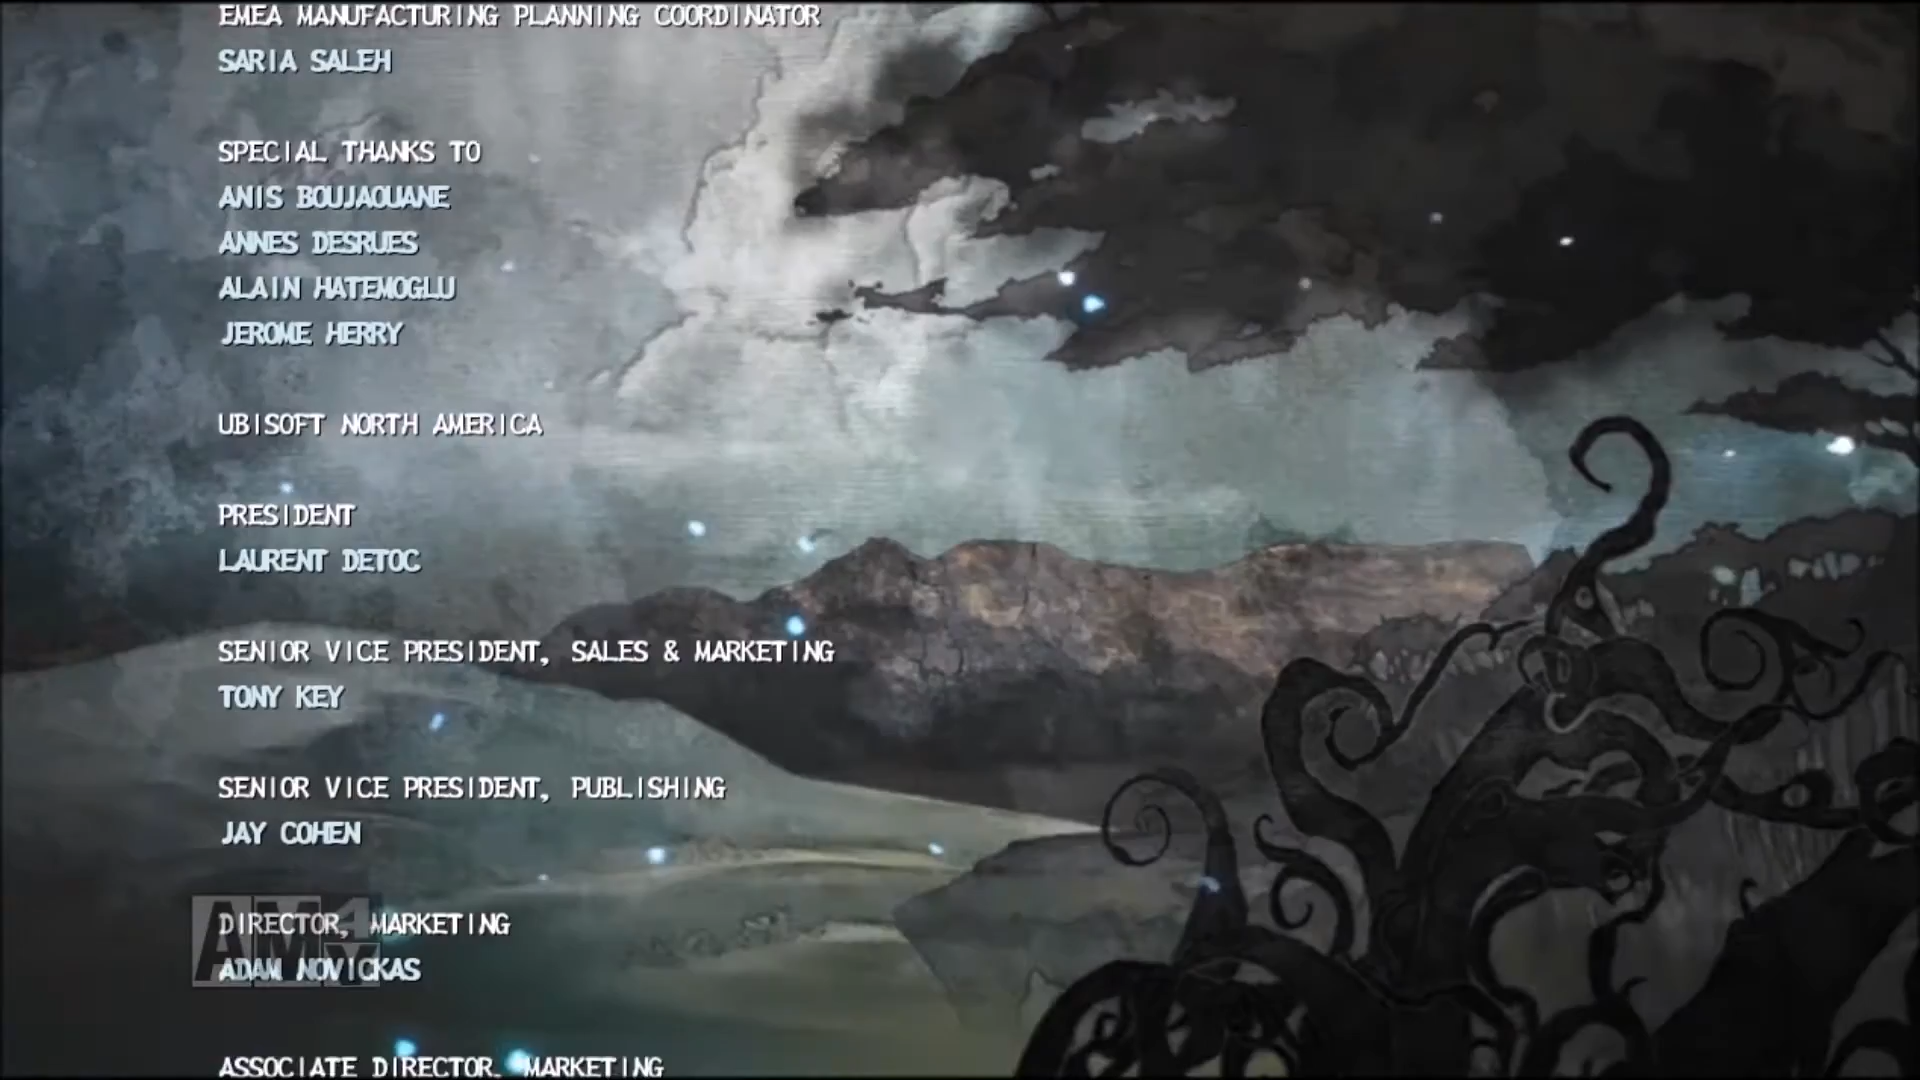 EMEA MANUFACTURING PLANNING COORDINATOR
SARIA SALEH
SPECIAL THANKS TO
ANIS BOUJAOUANE
ANNES DESRUES
ALAIN HATEMOGLU
JEROME HERRY
UBISOFT NORTH AMERICA
PRESIDENT
LAURENT DETOC
SENIOR VICE PRESIDENT, SALES & MARKETING
TONY KEY
SENIOR VICE PRESIDENT, PUBLISHING
JAY COHEN
DIRECTOR, MARKETING
ADAM NOVICKAS
AM4Y
ASSOCIATE DIRECTOR, MARKETING